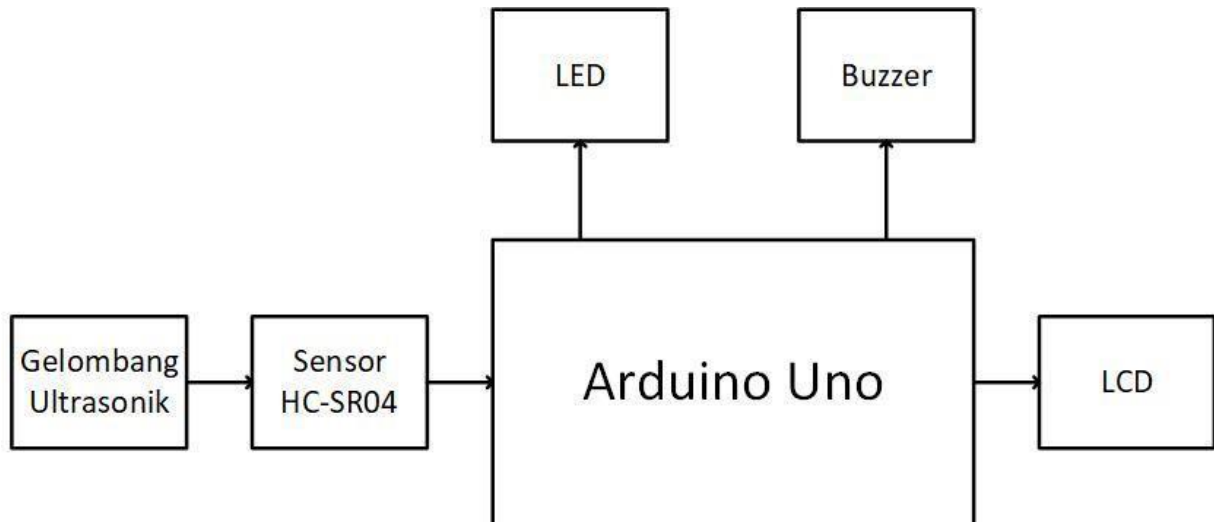 LED
Buzzer
Gelombang
Ultrasonik
Sensor
HC-SR04
Arduino Uno
LCD